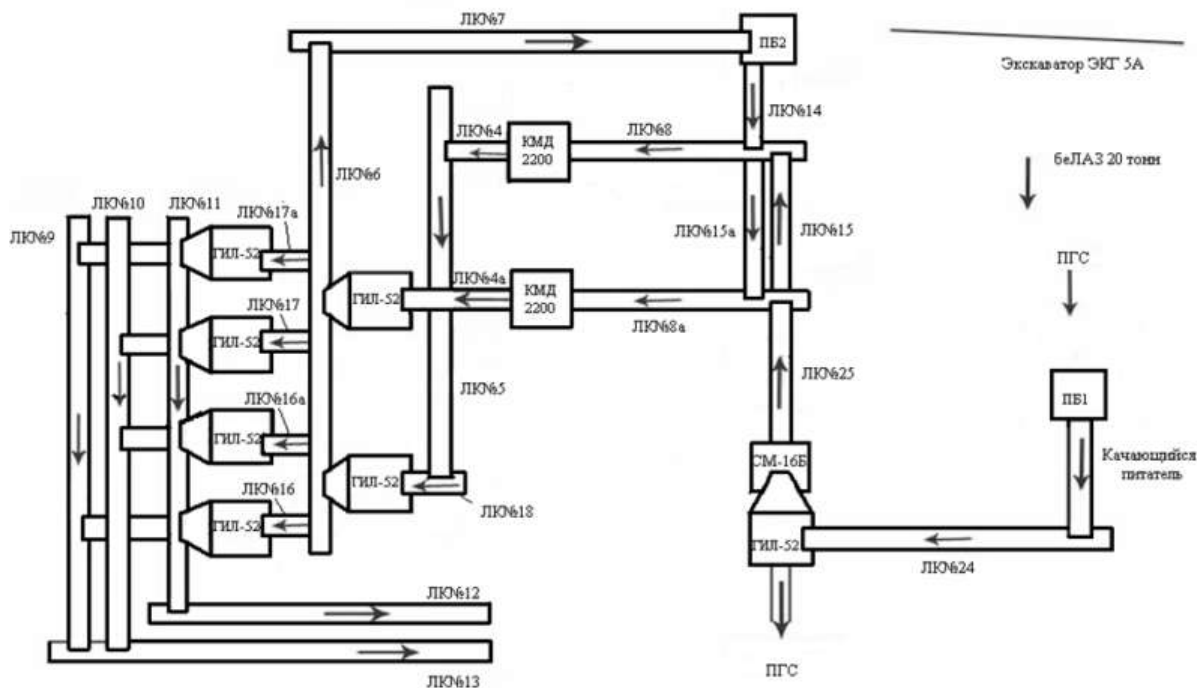 ЛК№7
ПБ2
Экскаватор ЭКГ 5А
ЛК№14
ЛК№4
КМД
2200
ЛК№8
беЛАЗ 20 тонн
ЛК№6
ЛК№10
ЛК№11
ЛК№17а
ЛК№9
ЛК№15а
ЛК№15
ГИЛ-52
ПГС
ЛК№4а
КМД
2200
ГИЛ-52
ЛК№17
ЛК№8а
ГИЛ-52
ЛК№25
ЛК№5
ПБ1
ЛК№16а
ГИЛ-52
СМ-16Б
Качающийся
питатель
ЛК№16
ГИЛ-52
ЛК№18
ГИЛ-52
ГИЛ-52
ЛК№24
ЛК№12
ПГС
ЛК№13